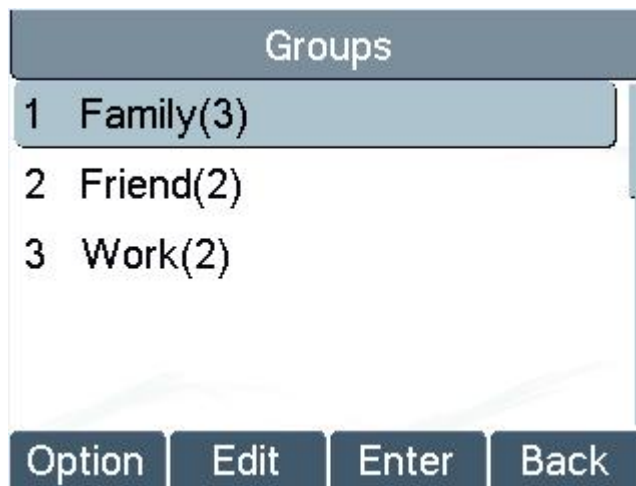 Groups
1 Family(3)
2 Friend(2)
3 Work(2)
Option Edit Enter Back